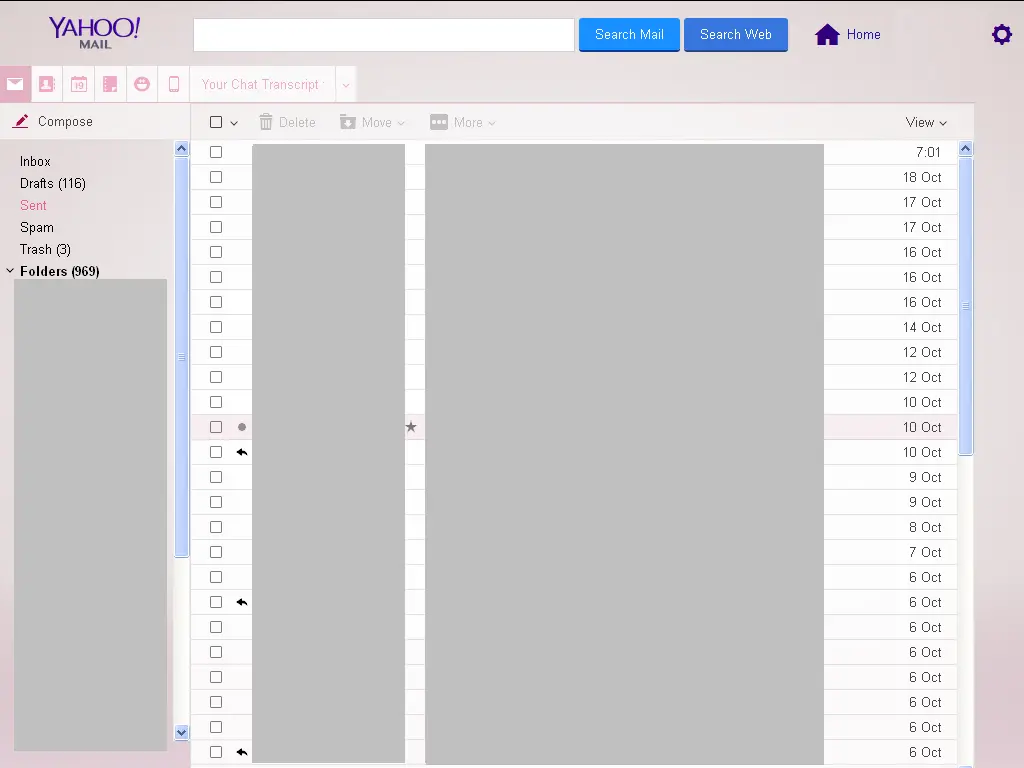 YAHOO!
MAIL
Search Mail
Search Web
Home
19
Your Chat Transcript
Compose
Delete
Move
More
View
Inbox
Drafts (116)
Sent
Spam
Trash (3)
Folders (969)
7:01
18 Oct
17 Oct
17 Oct
16 Oct
16 Oct
16 Oct
14 Oct
12 Oct
12 Oct
10 Oct
10 Oct
10 Oct
9 Oct
9 Oct
8 Oct
7 Oct
6 Oct
6 Oct
6 Oct
6 Oct
6 Oct
6 Oct
6 Oct
6 Oct